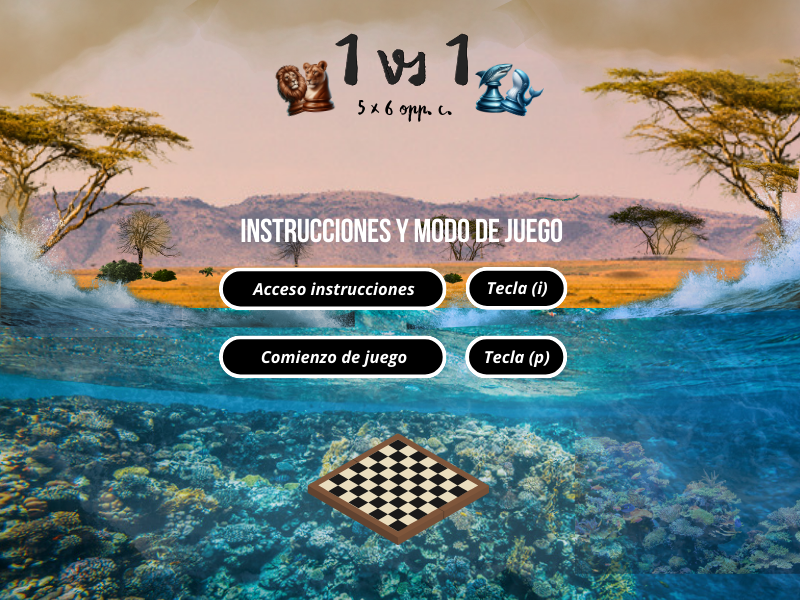 1 vs 1
5 x 6 opp. c.
INSTRUCCIONES Y MODO DE JUEGO
Acceso instrucciones
Tecla (i)
Comienzo de juego
Tecla (p)